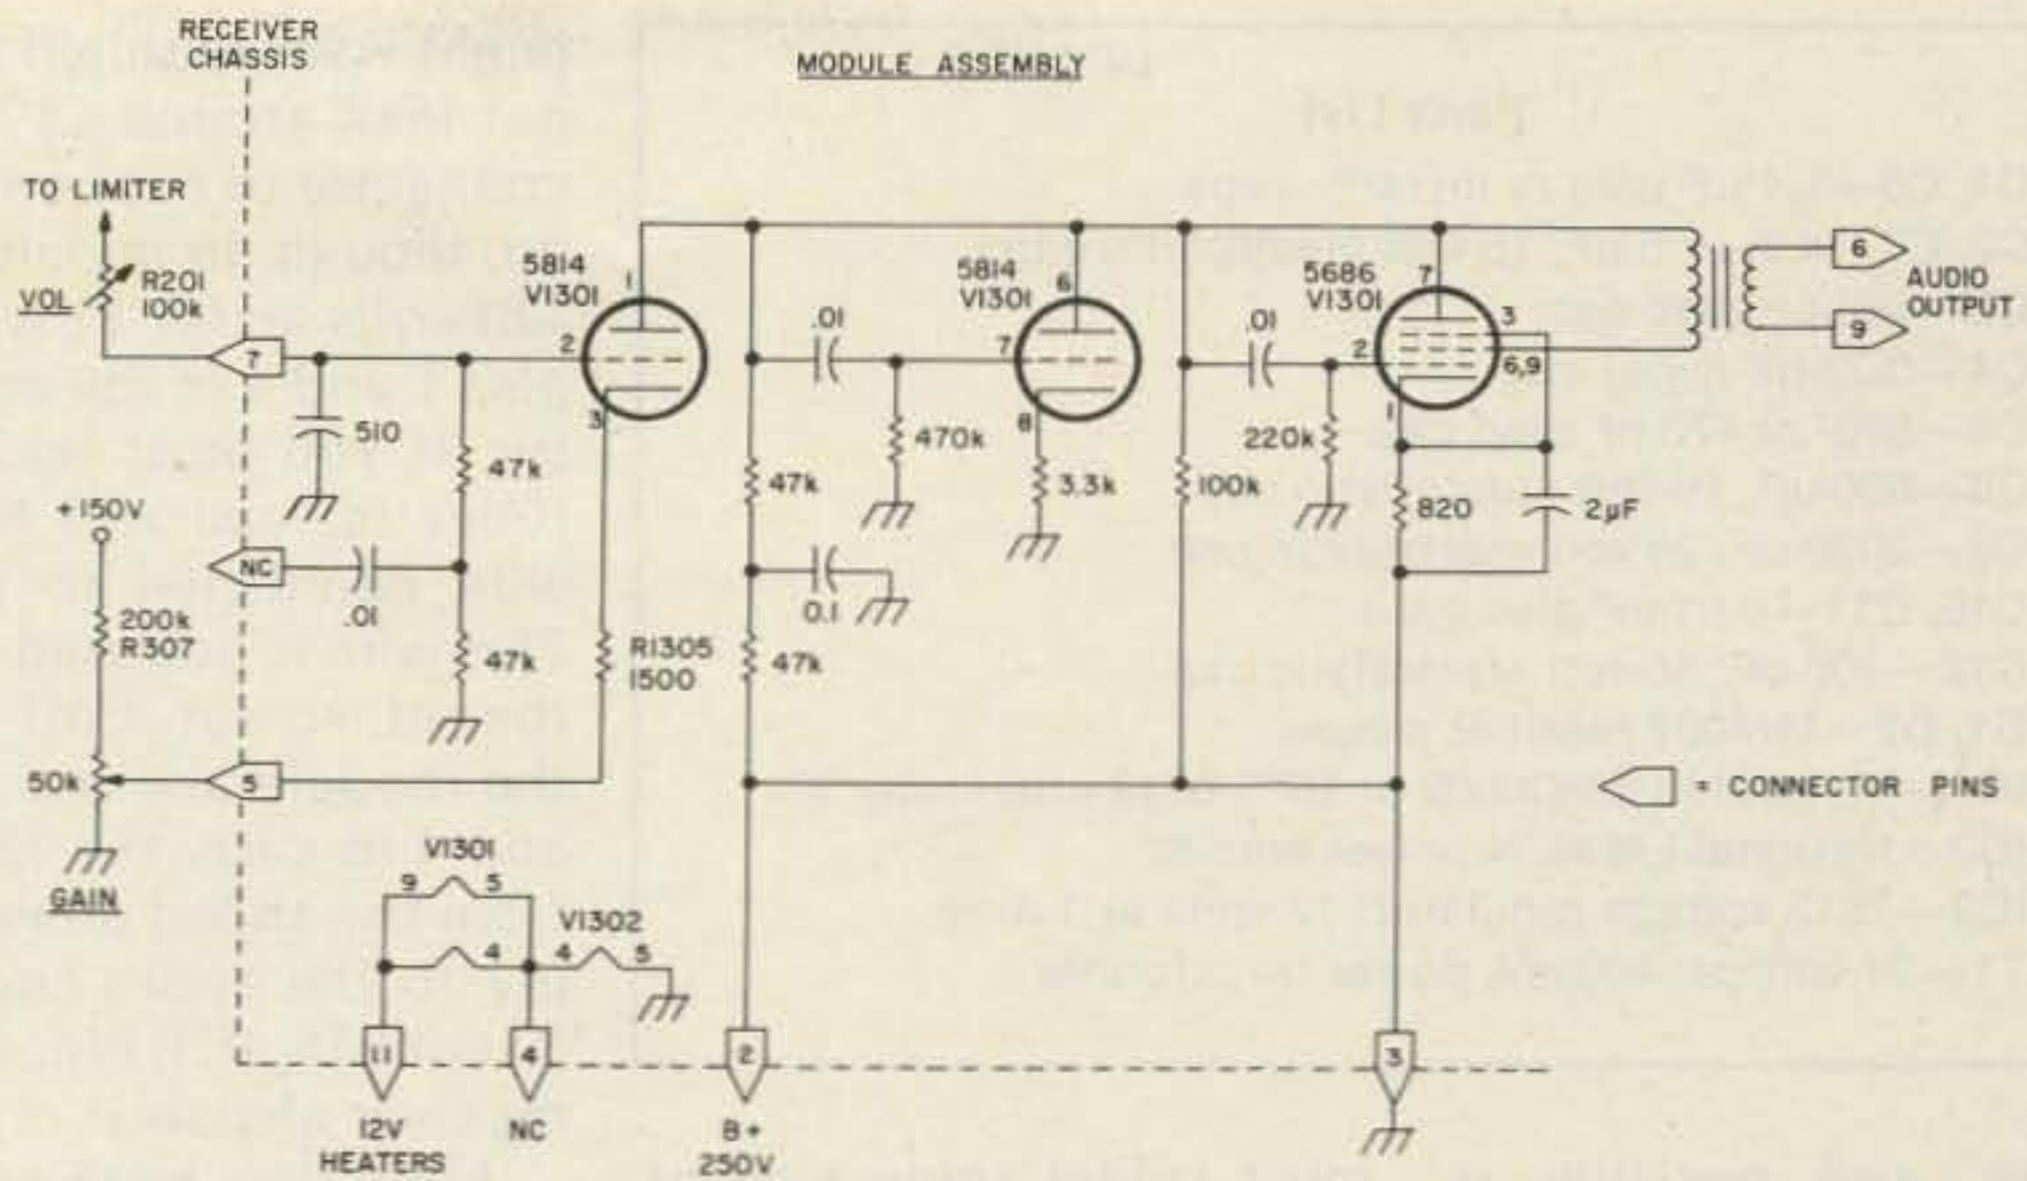 RECEIVER
CHASSIS
MODULE ASSEMBLY
TO LIMITER
VOL
R201
100k
7
510
47k
+150V
NC
.01
200k
R307
47k
50k
5
GAIN
5814
V1301
1
2
3
R1305
1500
.01
47k
0.1
47k
470k
5814
V1301
6
7
8
3.3k
100k
.01
220k
5686
V1301
7
2
3
6,9
1
820
2µF
6
9
AUDIO
OUTPUT
= CONNECTOR PINS
V1301
9
5
4
V1302
4
5
11
4
2
3
12V
HEATERS
NC
B+
250V